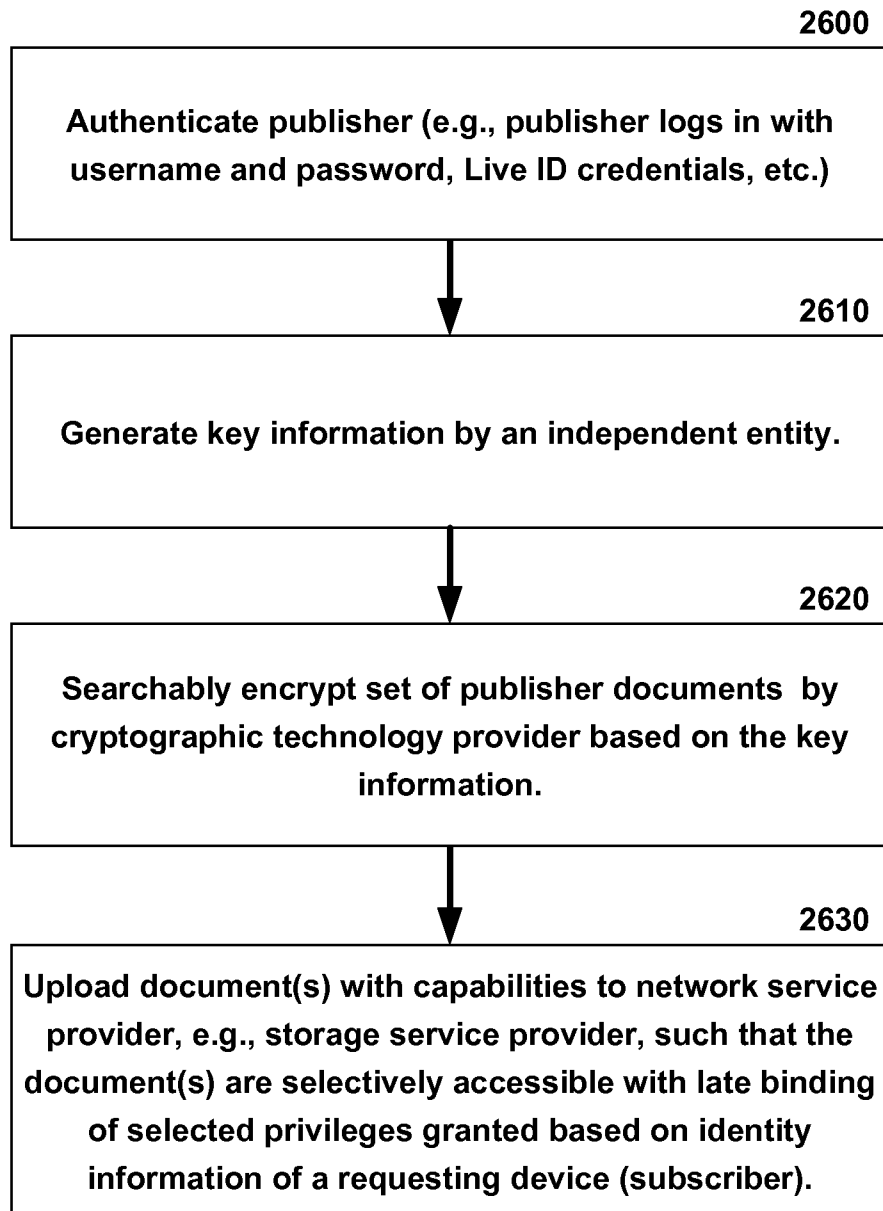 2600
Authenticate publisher (e.g., publisher logs in with
username and password, Live ID credentials, etc.)
2610
Generate key information by an independent entity.
2620
Searchably encrypt set of publisher documents by
cryptographic technology provider based on the key
information.
2630
Upload document(s) with capabilities to network service
provider, e.g., storage service provider, such that the
document(s) are selectively accessible with late binding
of selected privileges granted based on identity
information of a requesting device (subscriber).